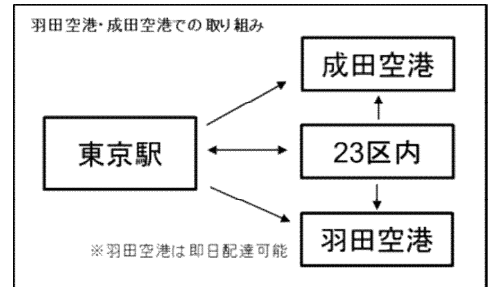 羽田空港・成田空港での取り組み
成田空港
東京駅
23区内
羽田空港
※羽田空港は即日配達可能